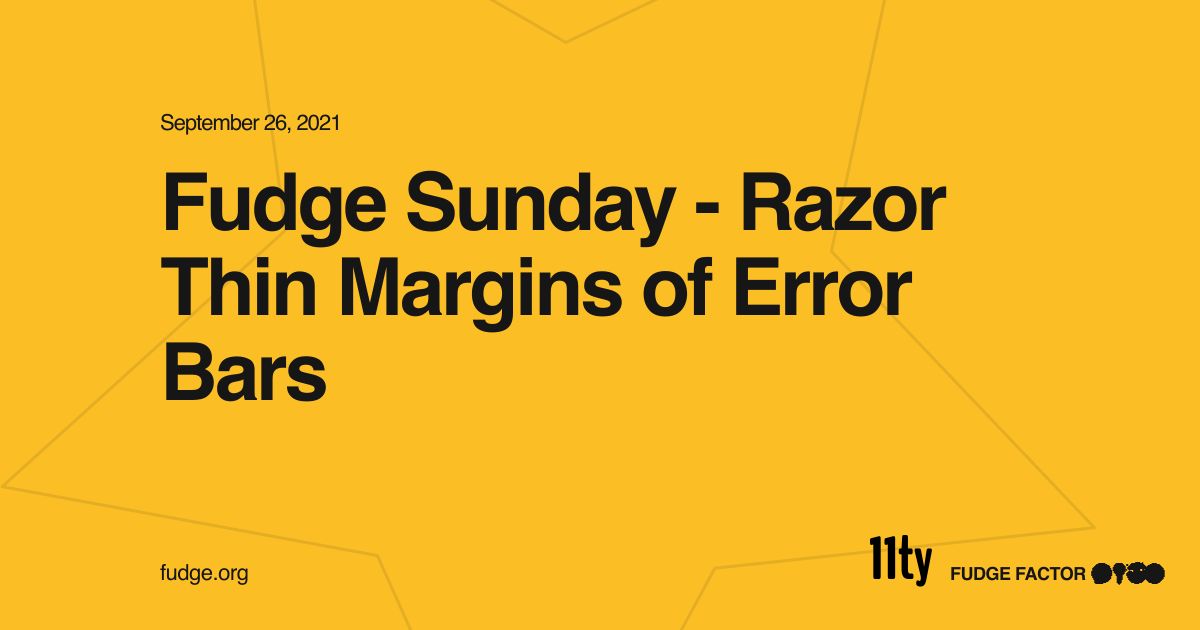 September 26, 2021
Fudge Sunday - Razor
Thin Margins of Error
Bars
fudge.org
11ty
FUDGE FACTOR